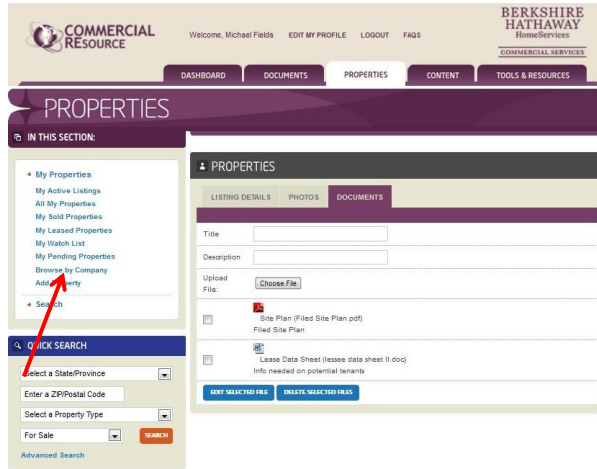 COMMERCIAL
RESOURCE
Welcome, Michael Fields EDIT MY PROFILE LOGOUT FAQS
BERKSHIRE
HATHAWAY
HomeServices
COMMERCIAL SERVICES
DASHBOARD DOCUMENTS PROPERTIES CONTENT TOOLS & RESOURCES
PROPERTIES
IN THIS SECTION:
My Properties
My Active Listings
All My Properties
My Sold Properties
My Leased Properties
My Watch List
My Pending Properties
Browse by Company
Add Property
Search
QUICK SEARCH
Select a State/Province
Enter a ZIP/Postal Code
Select a Property Type
For Sale SEARCH
Advanced Search
PROPERTIES
LISTING DETAILS PHOTOS DOCUMENTS
Title
Description
Upload
File: Choose File
Site Plan (Filed Site Plan.pdf)
Filed Site Plan
Lease Data Sheet (lessee data sheet II.doc)
Info needed on potential tenants
EDIT SELECTED FILE DELETE SELECTED FILES